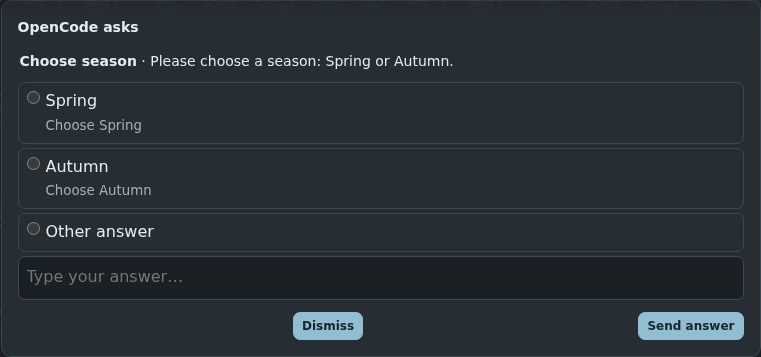 OpenCode asks
Choose season · Please choose a season: Spring or Autumn.
Spring
Choose Spring
Autumn
Choose Autumn
Other answer
Type your answer...
Dismiss
Send answer